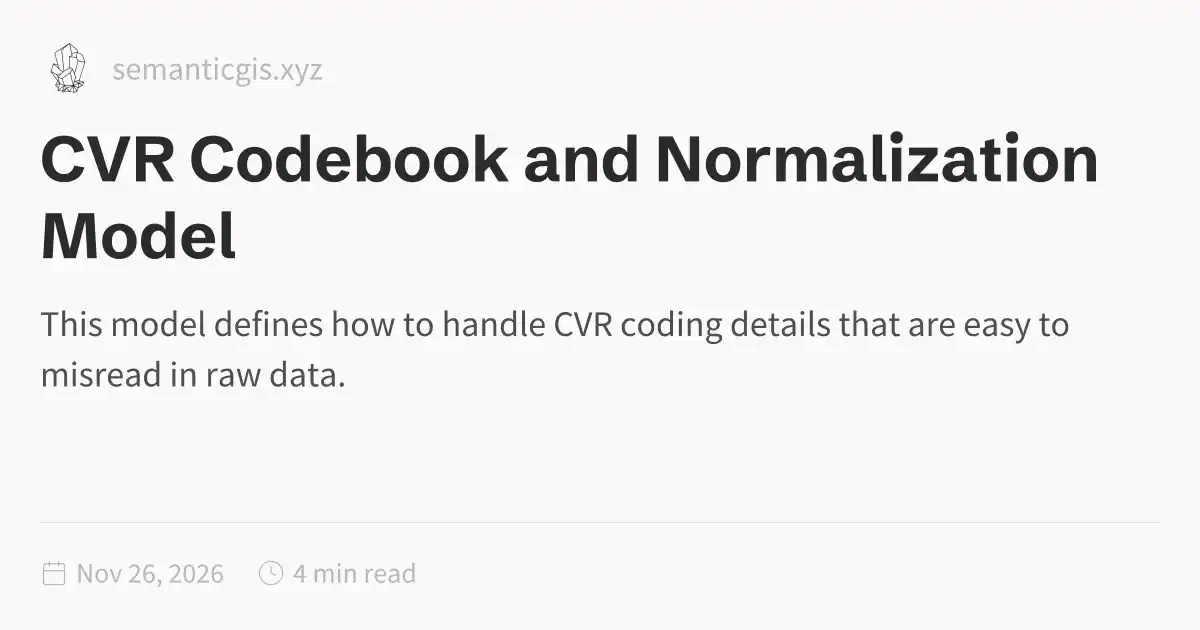 semanticgis.xyz
CVR Codebook and Normalization
Model
This model defines how to handle CVR coding details that are easy to
misread in raw data.
Nov 26, 2026 4 min read